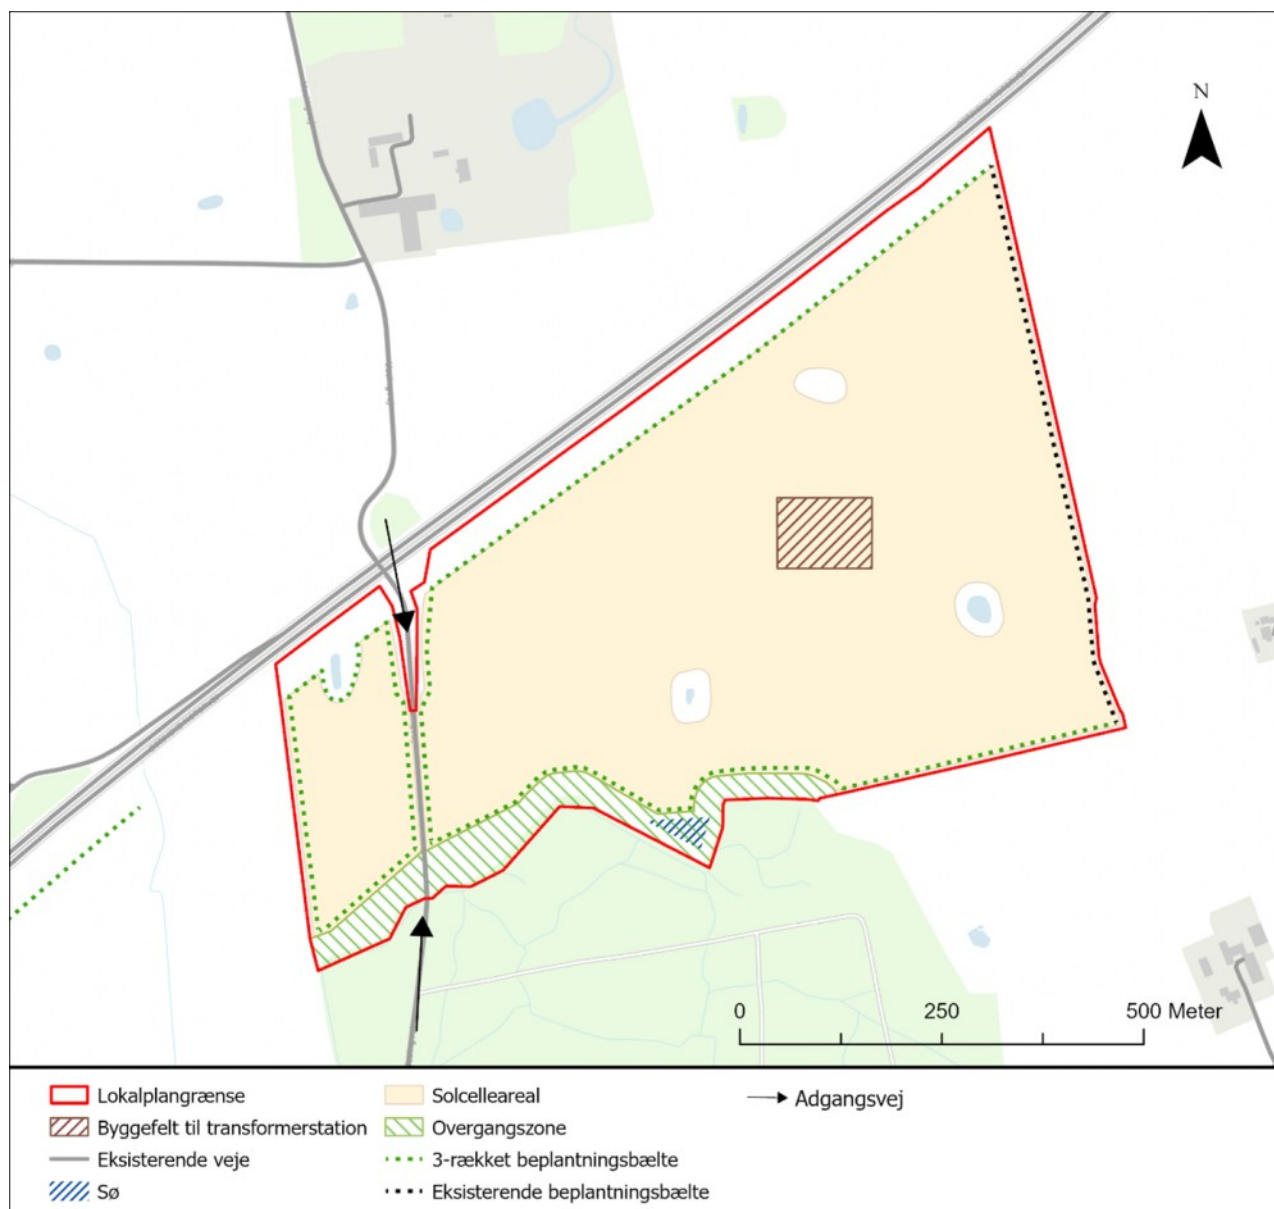 N
0 250 500 Meter
Lokalplangrænse
Solcelleareal
Adgangsvej
Byggefelt til transformerstation
Overgangszone
Eksisterende veje
3-rækket beplantningsbælte
Sø
Eksisterende beplantningsbælte